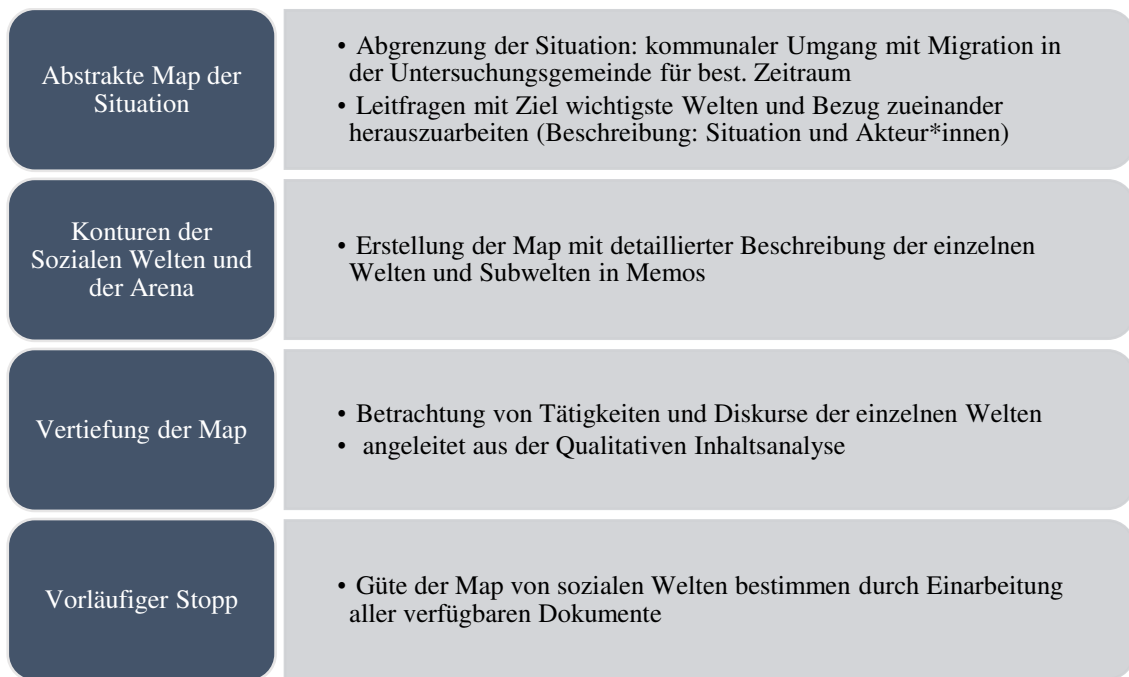 Abstrakte Map der
Situation
• Abgrenzung der Situation: kommunaler Umgang mit Migration in
der Untersuchungsgemeinde für best. Zeitraum
• Leitfragen mit Ziel wichtigste Welten und Bezug zueinander
herauszuarbeiten (Beschreibung: Situation und Akteur*innen)
Konturen der
Sozialen Welten und
der Arena
• Erstellung der Map mit detaillierter Beschreibung der einzelnen
Welten und Subwelten in Memos
Vertiefung der Map
• Betrachtung von Tätigkeiten und Diskurse der einzelnen Welten
• angeleitet aus der Qualitativen Inhaltsanalyse
Vorläufiger Stopp
• Güte der Map von sozialen Welten bestimmen durch Einarbeitung
aller verfügbaren Dokumente